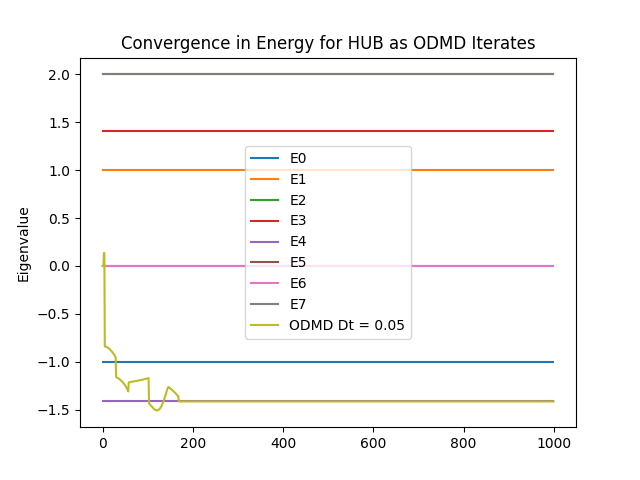 Convergence in Energy for HUB as ODMD Iterates
Eigenvalue
2.0
1.5
1.0
0.5
0.0
−0.5
−1.0
−1.5
E0
E1
E2
E3
E4
E5
E6
E7
ODMD Dt = 0.05
0 200 400 600 800 1000